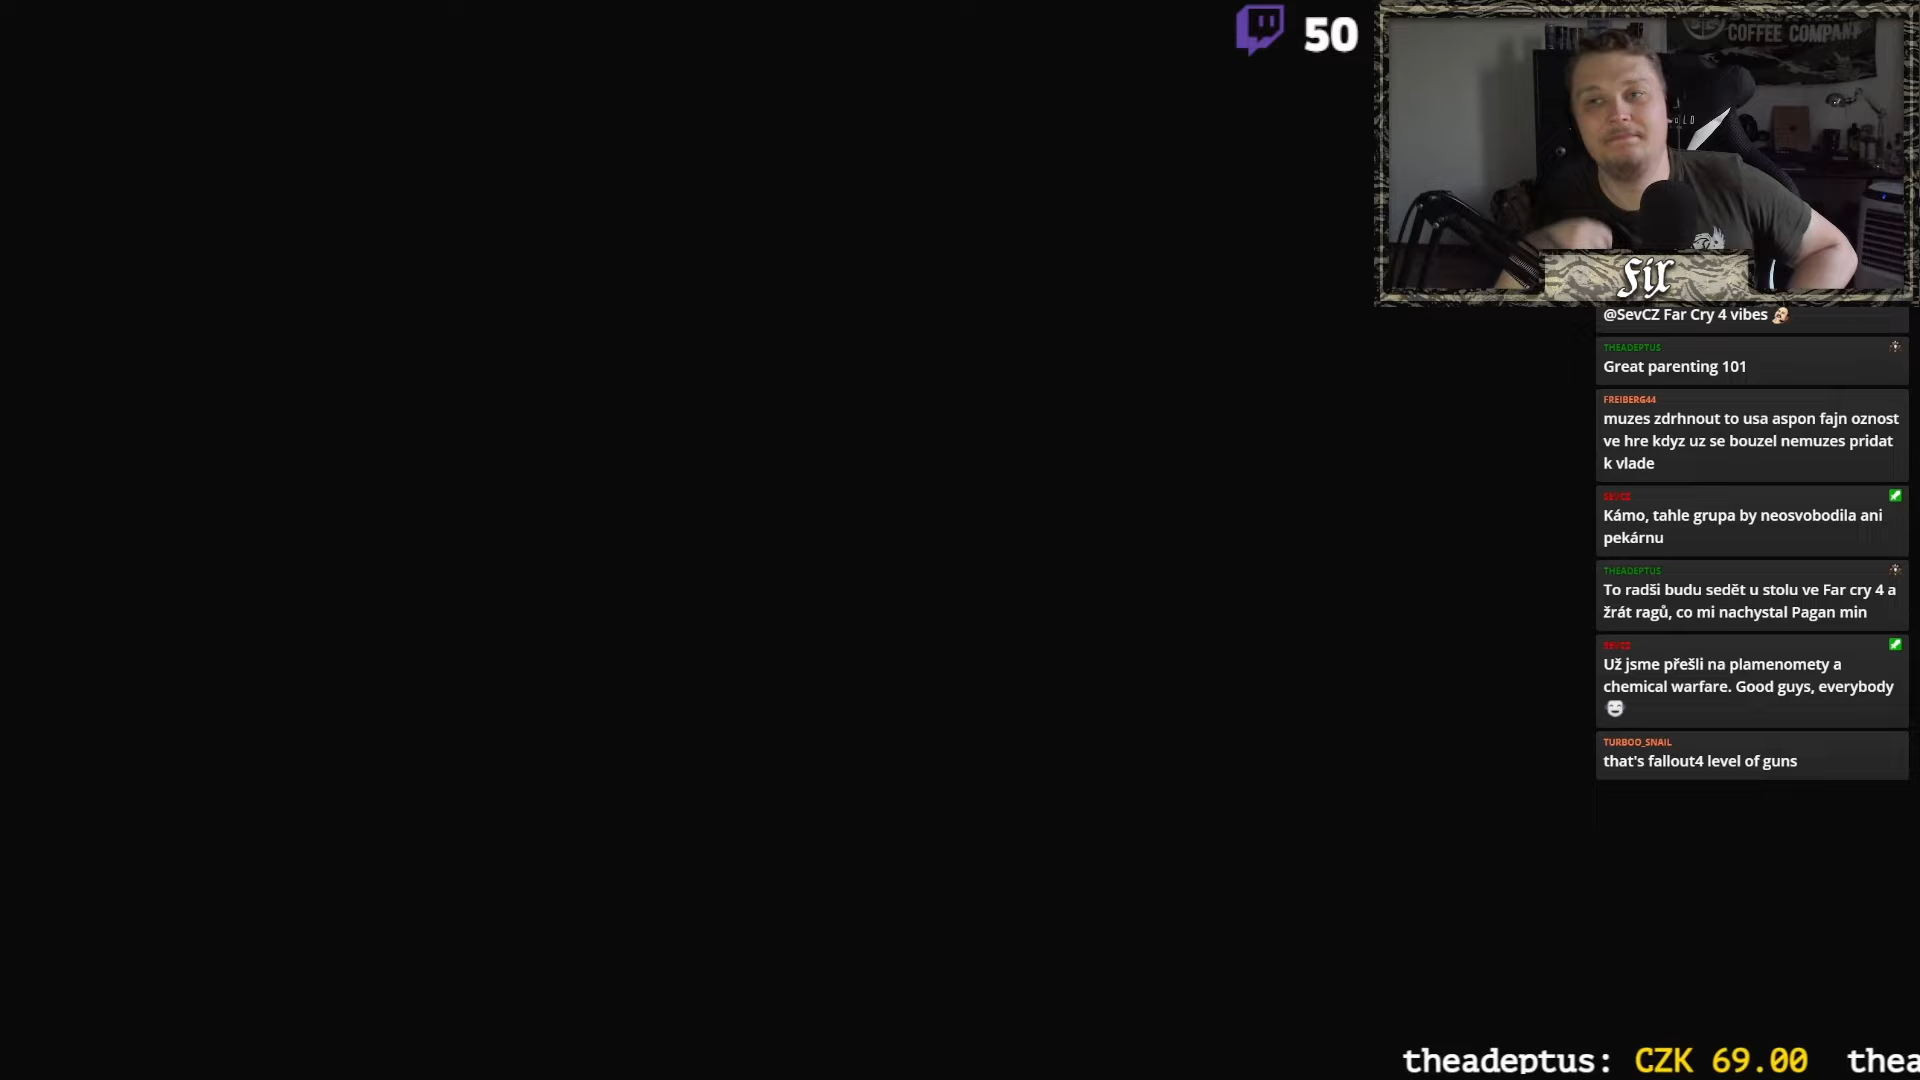 50
COFFEE COMPANY
Fix
@SevCZ Far Cry 4 vibes
THEADEPTUS
Great parenting 101
FREIBERG44
muzes zdrhnout to usa aspon fajn oznost
ve hre kdyz uz se bouzel nemuzes pridat
k vlade
SEVCZ
Kámo, tahle grupa by neosvobodila ani
pekárnu
THEADEPTUS
To radši budu sedět u stolu ve Far cry 4 a
žrát ragů, co mi nachystal Pagan min
SEVCZ
Už jsme přešli na plamenomety a
chemical warfare. Good guys, everybody
TURBOO_SNAIL
that's fallout4 level of guns
theadeptus: CZK 69.00 thea